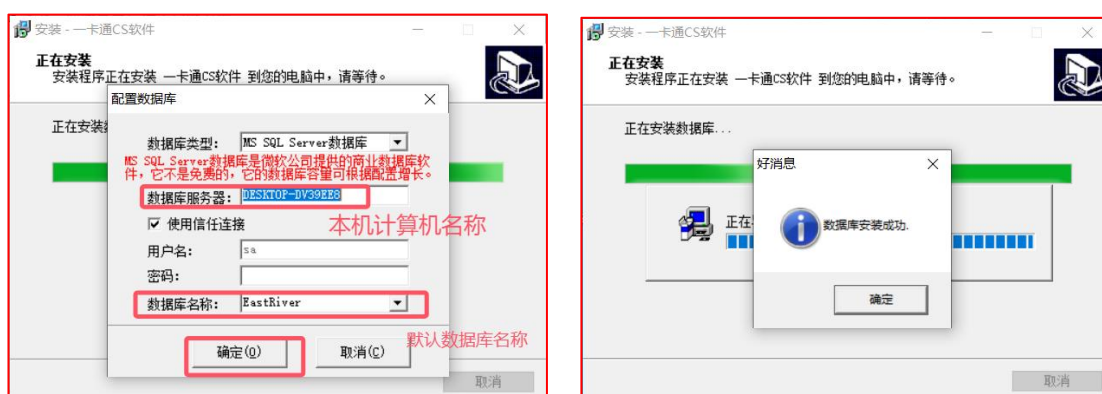 安装 - 一卡通CS软件
正在安装
安装程序正在安装 一卡通CS软件 到您的电脑中，请等待。
正在安装
配置数据库
数据库类型:
MS SQL Server数据库
MS SQL Server数据库是微软公司提供的商业数据库软
件，它不是免费的，它的数据库容量可根据配置增长。
数据库服务器:
DESKTOP-DV39EE8
使用信任连接
本机计算机名称
用户名:
sa
密码:
数据库名称:
EastRiver
默认数据库名称
确定(O)
取消(C)
取消
安装 - 一卡通CS软件
正在安装
安装程序正在安装 一卡通CS软件 到您的电脑中，请等待。
正在安装数据库...
好消息
正在
数据库安装成功.
确定
取消